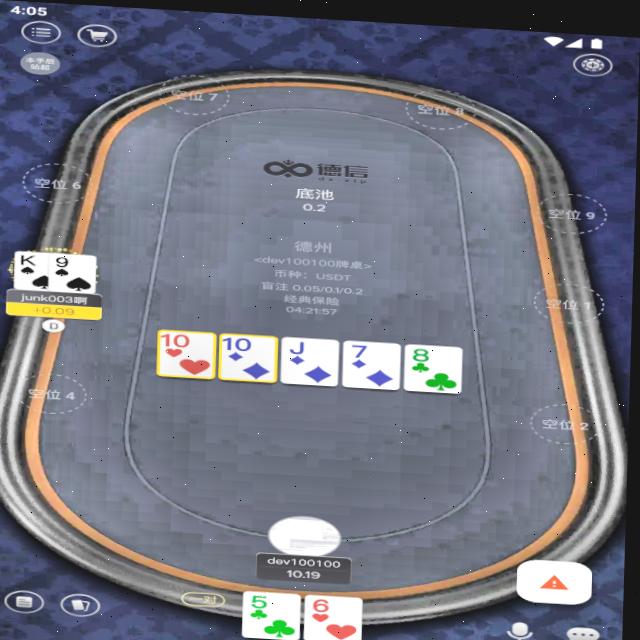 4:05
本手后
站起
空位 7
空位 8
德信
底池
0.2
空位 6
空位 9
德州
<dev100100牌桌>
币种: USDT
盲注 0.05/0.1/0.2
经典保险
04:21:57
K 9
junk003啊
+0.09
D
空位 1
10 10 J 7 8
空位 4
空位 2
dev100100
10.19
一对
5 6